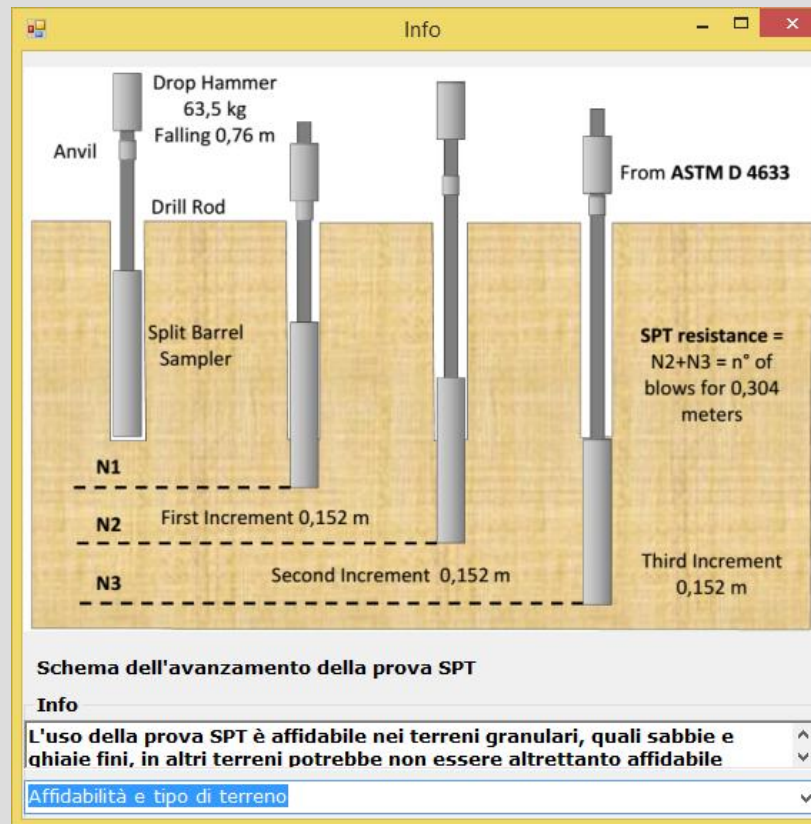 Info
Drop Hammer
63,5 kg
Falling 0,76 m
Anvil
From ASTM D 4633
Drill Rod
Split Barrel
Sampler
SPT resistance =
N2+N3 = n° of
blows for 0,304
meters
N1
First Increment 0,152 m
N2
Second Increment 0,152 m
Third Increment
0,152 m
N3
Schema dell'avanzamento della prova SPT
Info
L'uso della prova SPT è affidabile nei terreni granulari, quali sabbie e
ghiaie fini, in altri terreni potrebbe non essere altrettanto affidabile
Affidabilità e tipo di terreno